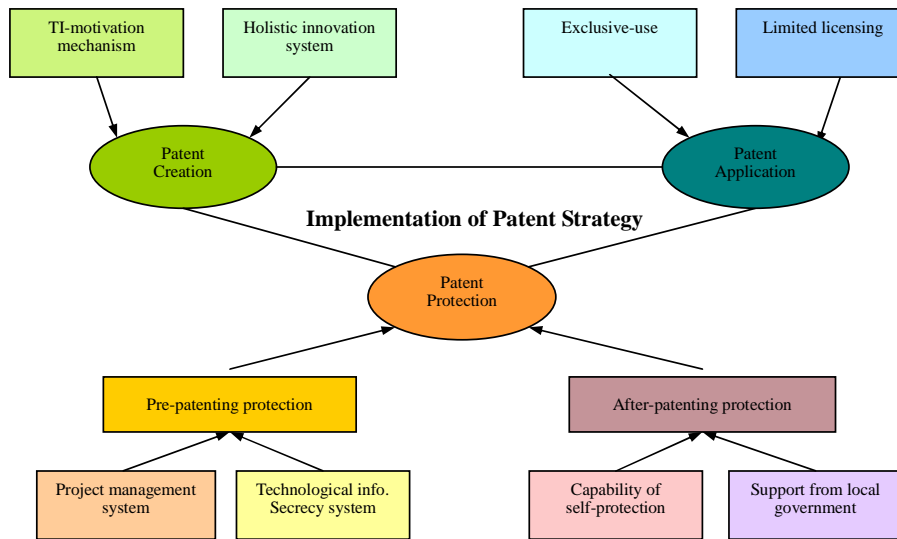 TI-motivation
mechanism
Holistic innovation
system
Exclusive-use
Limited licensing
Patent
Creation
Patent
Application
Implementation of Patent Strategy
Patent
Protection
Pre-patenting protection
After-patenting protection
Project management
system
Technological info.
Secrecy system
Capability of
self-protection
Support from local
government